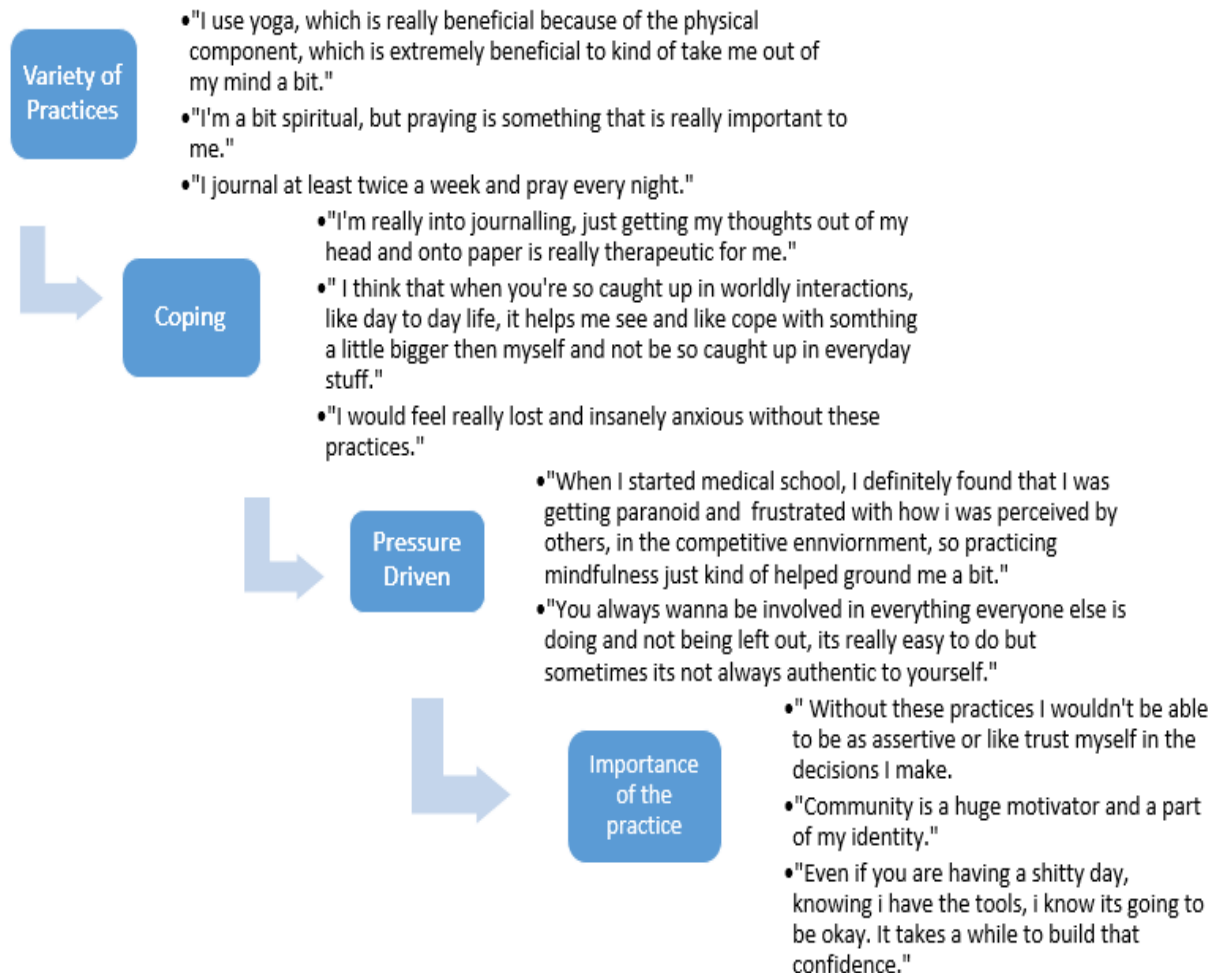 Variety of
Practices
•"I use yoga, which is really beneficial because of the physical
component, which is extremely beneficial to kind of take me out of
my mind a bit."
•"I'm a bit spiritual, but praying is something that is really important to
me."
•"I journal at least twice a week and pray every night."
Coping
•"I'm really into journalling, just getting my thoughts out of my
head and onto paper is really therapeutic for me."
•" I think that when you're so caught up in worldly interactions,
like day to day life, it helps me see and like cope with somthing
a little bigger then myself and not be so caught up in everyday
stuff."
•"I would feel really lost and insanely anxious without these
practices."
Pressure
Driven
•"When I started medical school, I definitely found that I was
getting paranoid and  frustrated with how i was perceived by
others, in the competitive ennviornment, so practicing
mindfulness just kind of helped ground me a bit."
•"You always wanna be involved in everything everyone else is
doing and not being left out, its really easy to do but
sometimes its not always authentic to yourself."
Importance
of the
practice
•" Without these practices I wouldn't be able
to be as assertive or like trust myself in the
decisions I make.
•"Community is a huge motivator and a part
of my identity."
•"Even if you are having a shitty day,
knowing i have the tools, i know its going to
be okay. It takes a while to build that
confidence."